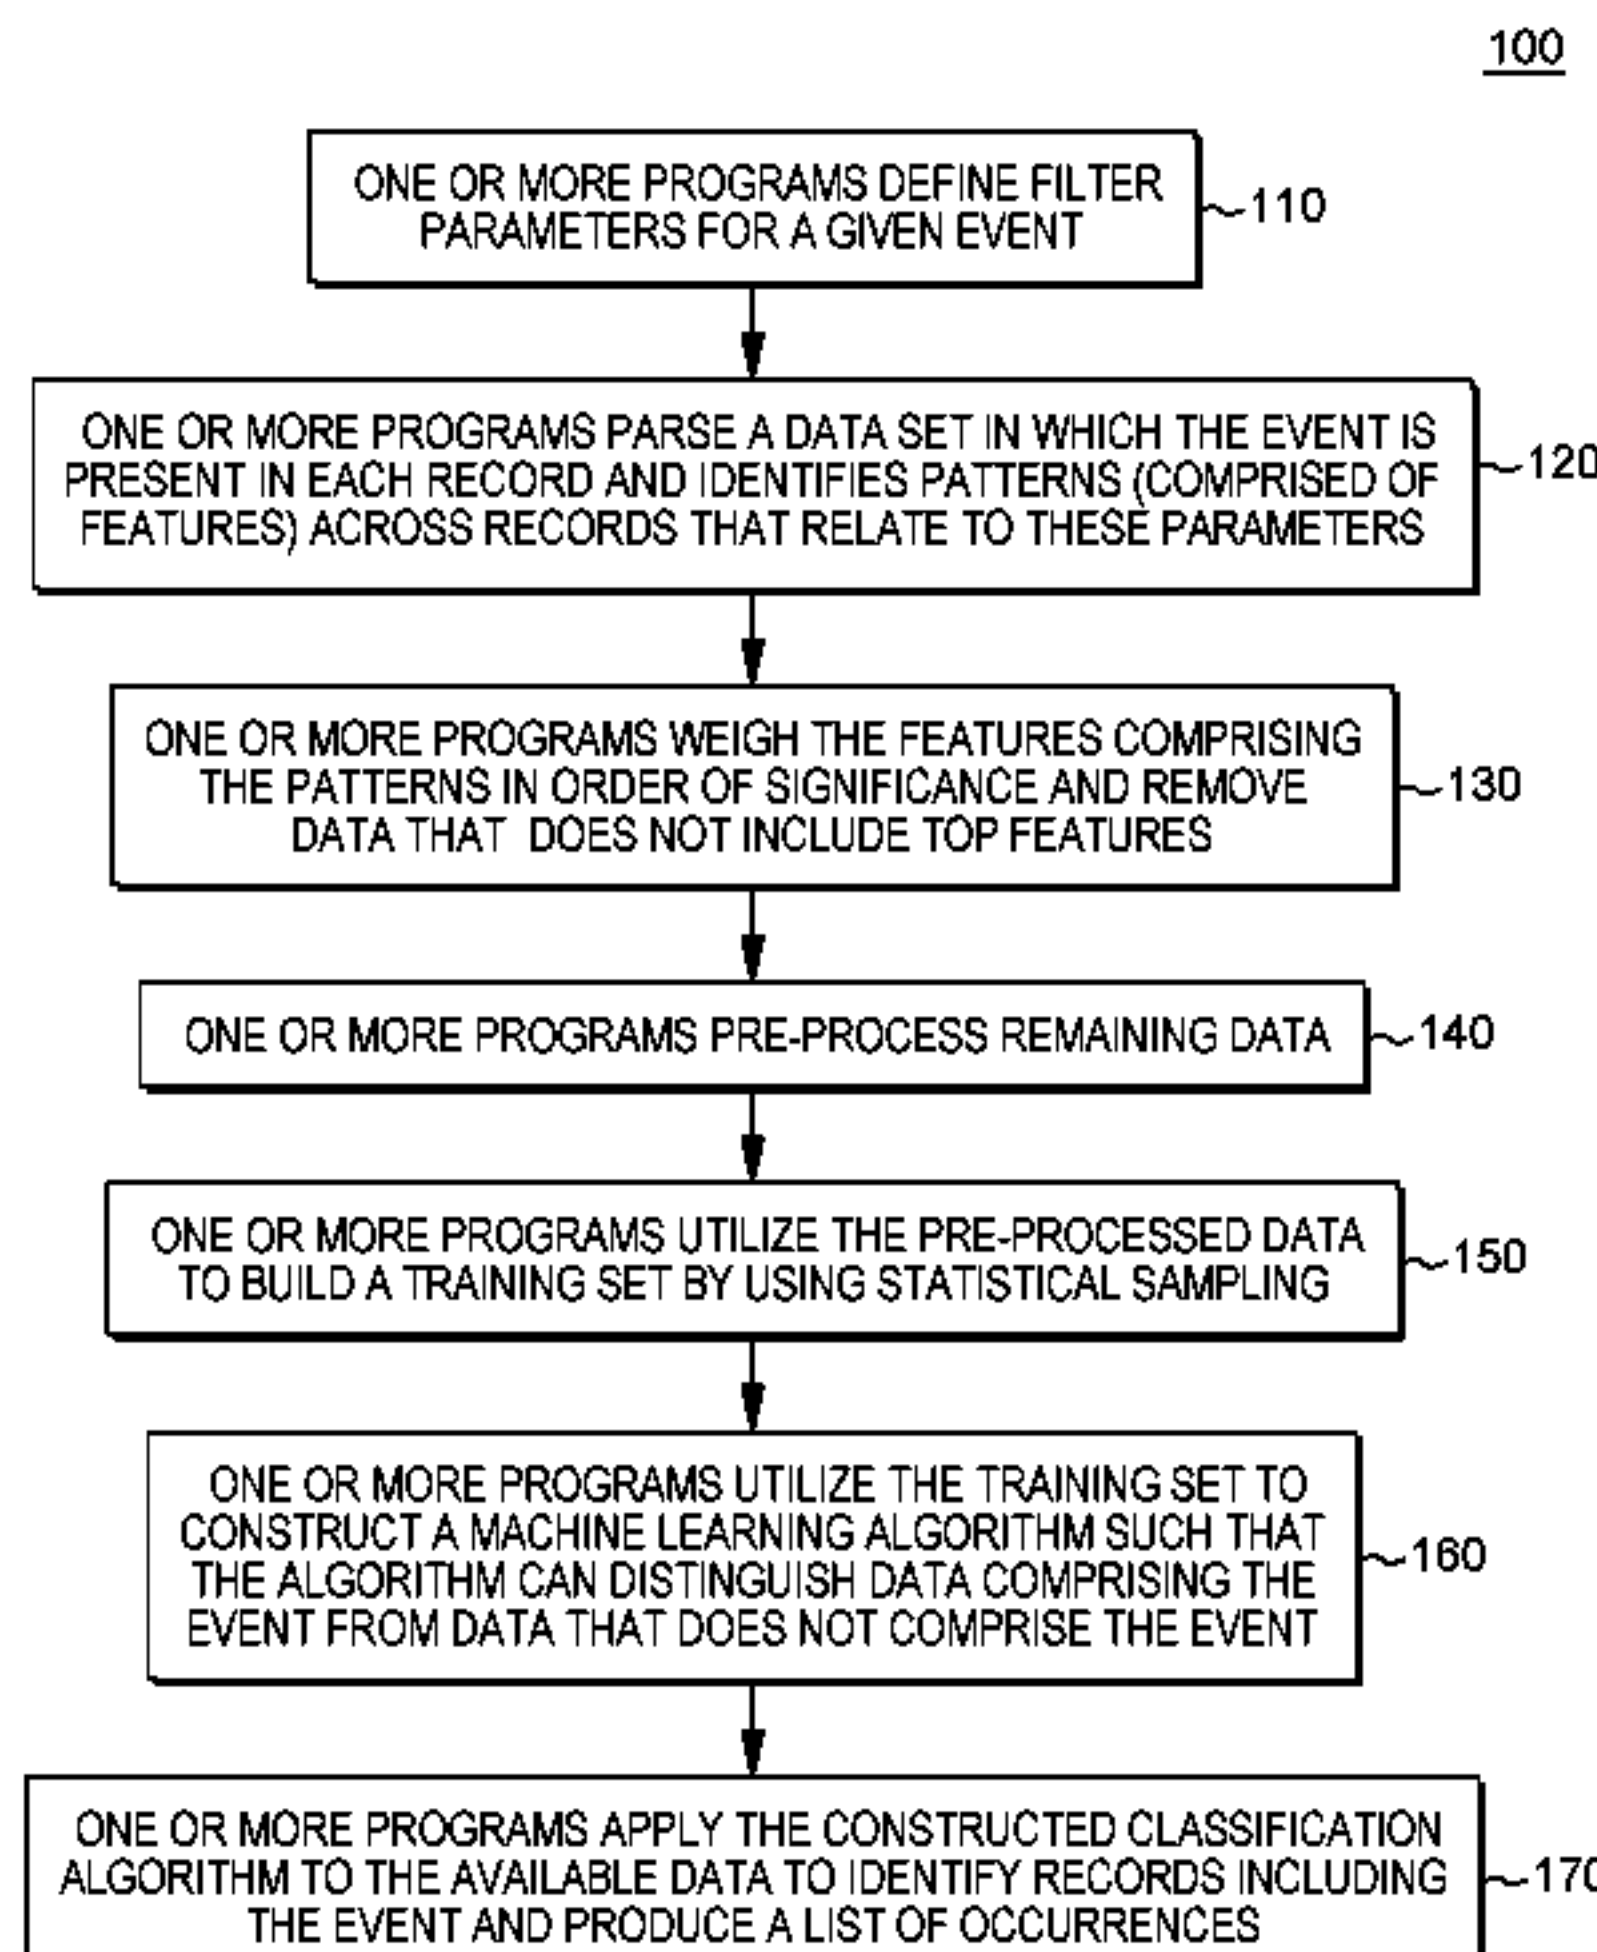 100
ONE OR MORE PROGRAMS DEFINE FILTER
PARAMETERS FOR A GIVEN EVENT
110
ONE OR MORE PROGRAMS PARSE A DATA SET IN WHICH THE EVENT IS
PRESENT IN EACH RECORD AND IDENTIFIES PATTERNS (COMPRISED OF
FEATURES) ACROSS RECORDS THAT RELATE TO THESE PARAMETERS
120
ONE OR MORE PROGRAMS WEIGH THE FEATURES COMPRISING
THE PATTERNS IN ORDER OF SIGNIFICANCE AND REMOVE
DATA THAT DOES NOT INCLUDE TOP FEATURES
130
ONE OR MORE PROGRAMS PRE-PROCESS REMAINING DATA
140
ONE OR MORE PROGRAMS UTILIZE THE PRE-PROCESSED DATA
TO BUILD A TRAINING SET BY USING STATISTICAL SAMPLING
150
ONE OR MORE PROGRAMS UTILIZE THE TRAINING SET TO
CONSTRUCT A MACHINE LEARNING ALGORITHM SUCH THAT
THE ALGORITHM CAN DISTINGUISH DATA COMPRISING THE
EVENT FROM DATA THAT DOES NOT COMPRISE THE EVENT
160
ONE OR MORE PROGRAMS APPLY THE CONSTRUCTED CLASSIFICATION
ALGORITHM TO THE AVAILABLE DATA TO IDENTIFY RECORDS INCLUDING
THE EVENT AND PRODUCE A LIST OF OCCURRENCES
170